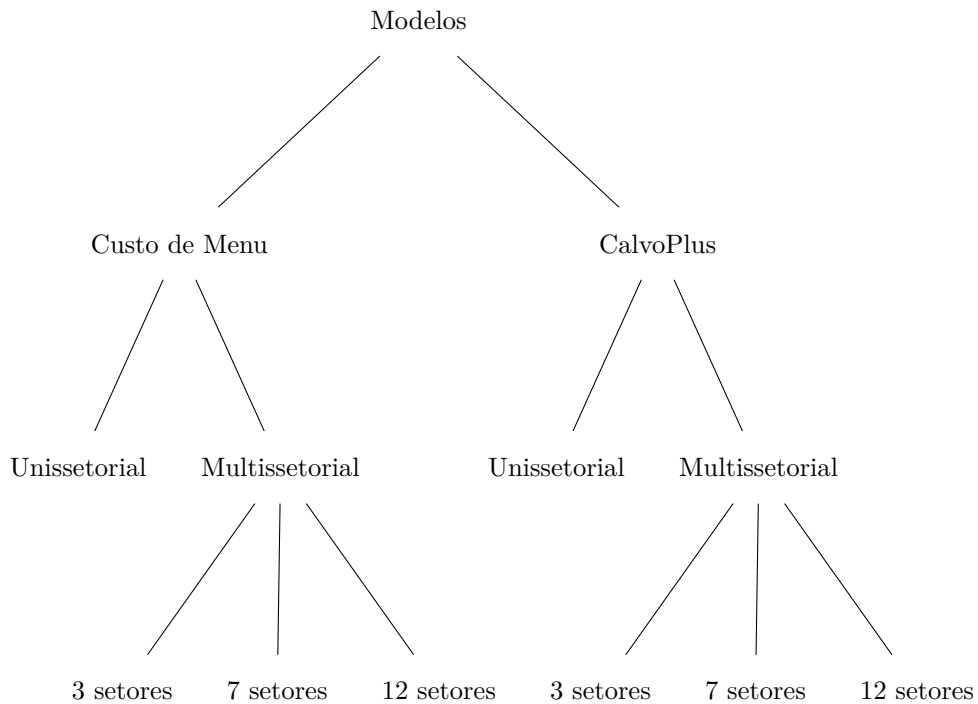 Modelos
Custo de Menu
CalvoPlus
Unissetorial
Multissetorial
Unissetorial
Multissetorial
3 setores
7 setores
12 setores
3 setores
7 setores
12 setores